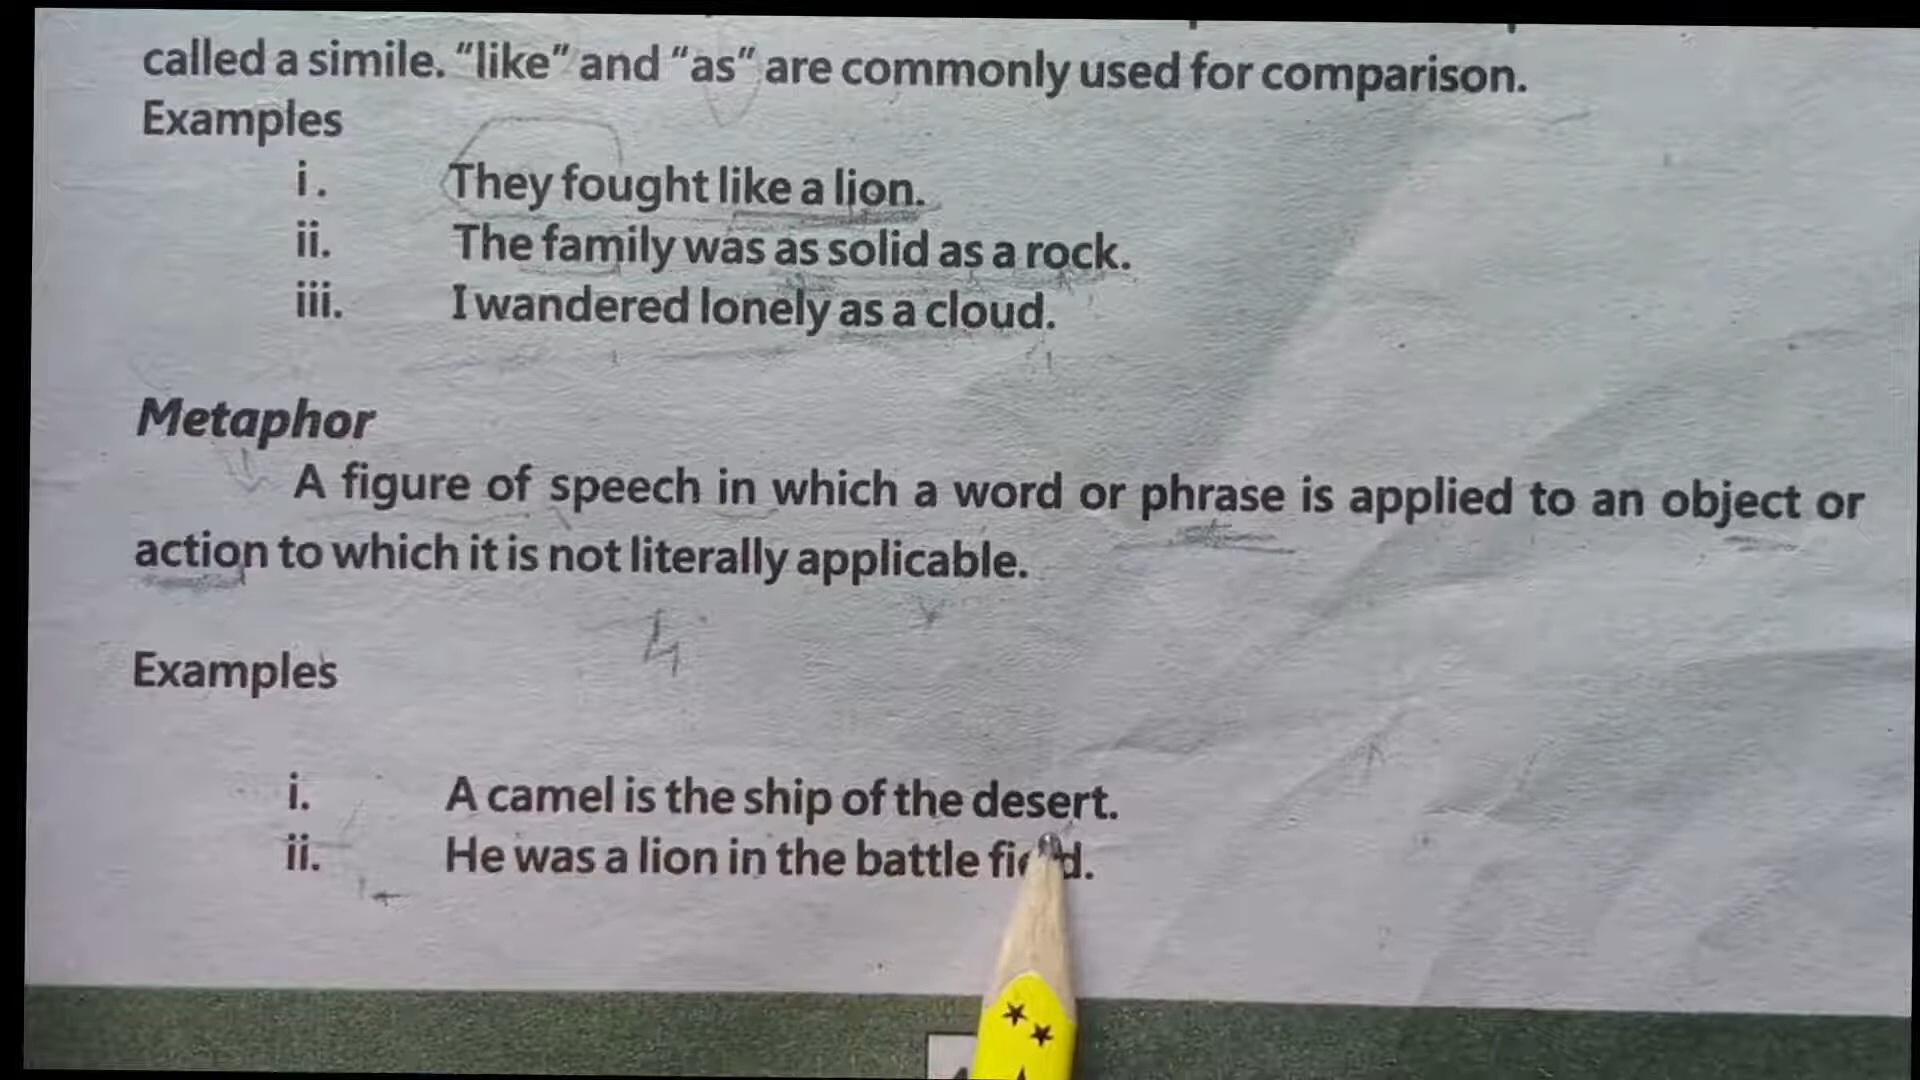 called a simile. “like” and “as” are commonly used for comparison.
Examples
i. They fought like a lion.
ii. The family was as solid as a rock.
iii. I wandered lonely as a cloud.
Metaphor
A figure of speech in which a word or phrase is applied to an object or
action to which it is not literally applicable.
Examples
i. A camel is the ship of the desert.
ii. He was a lion in the battle